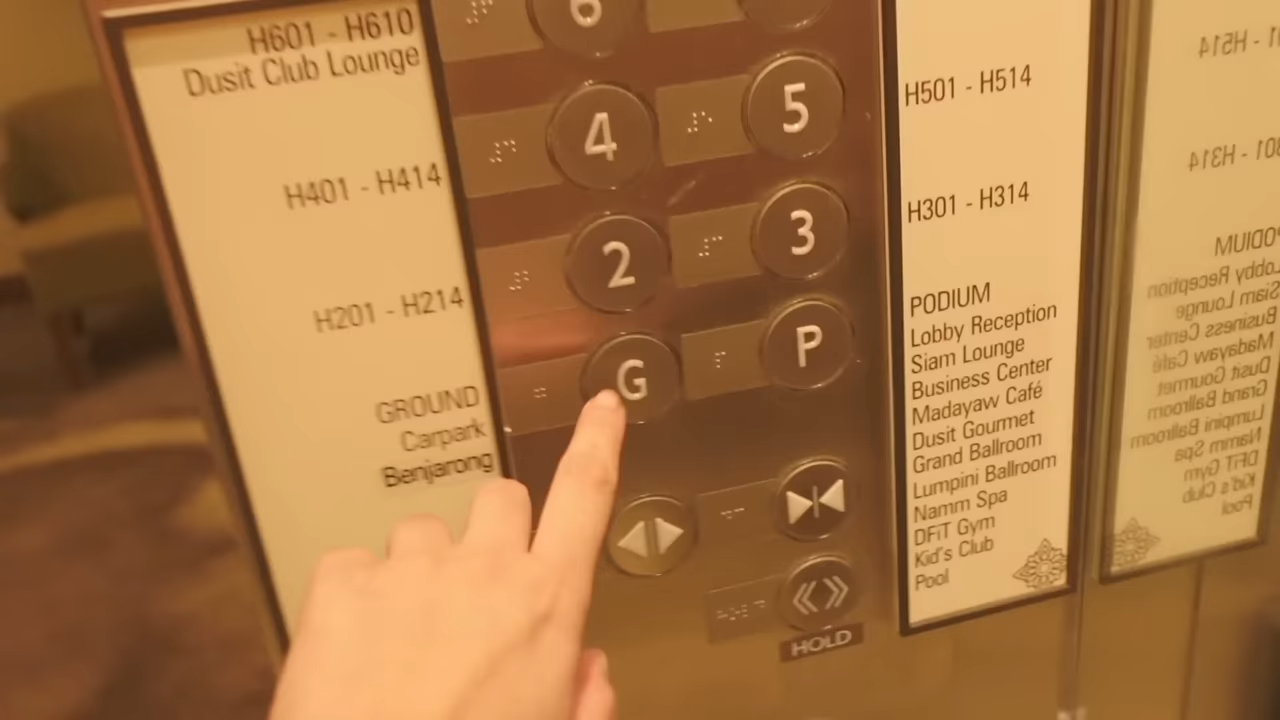 H601 - H610
Dusit Club Lounge
H401 - H414
H201 - H214
GROUND
Carpark
Benjarong
6
4
5
2
3
G
P
HOLD
H501 - H514
H301 - H314
PODIUM
Lobby Reception
Siam Lounge
Business Center
Madayaw Café
Dusit Gourmet
Grand Ballroom
Lumpini Ballroom
Namm Spa
DFiT Gym
Kid's Club
Pool